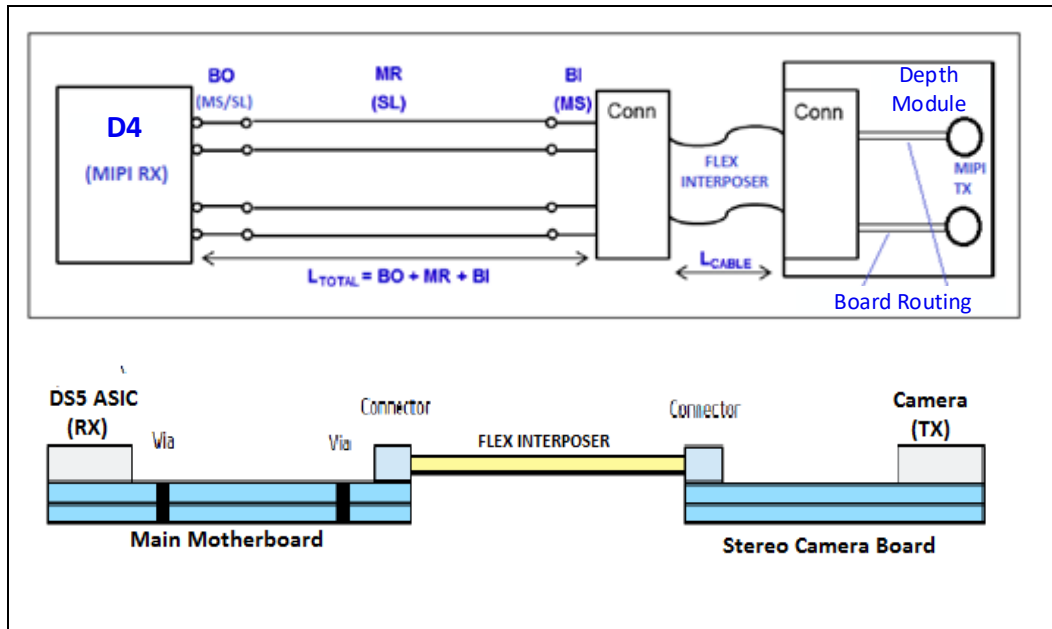 BO
(MS/SL)
MR
(SL)
BI
(MS)
D4
(MIPI RX)
Conn
FLEX
INTERPOSER
Conn
Depth
Module
MIPI
TX
L_TOTAL = BO + MR + BI
L_CABLE
Board Routing
DS5 ASIC
(RX)
Via
Via
Connector
FLEX INTERPOSER
Connector
Camera
(TX)
Main Motherboard
Stereo Camera Board